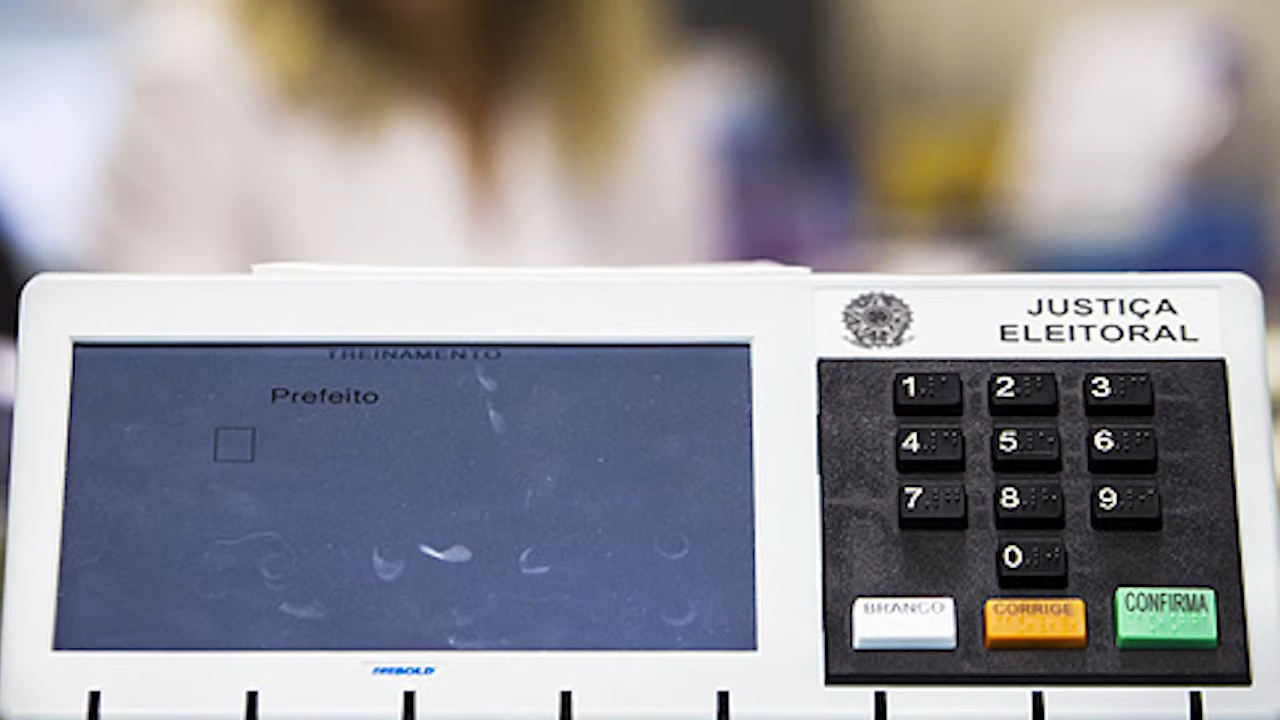 JUSTIÇA
ELEITORAL
TREINAMENTO
Prefeito
1 2 3
4 5 6
7 8 9
0
BRANCO CORRIGE CONFIRMA